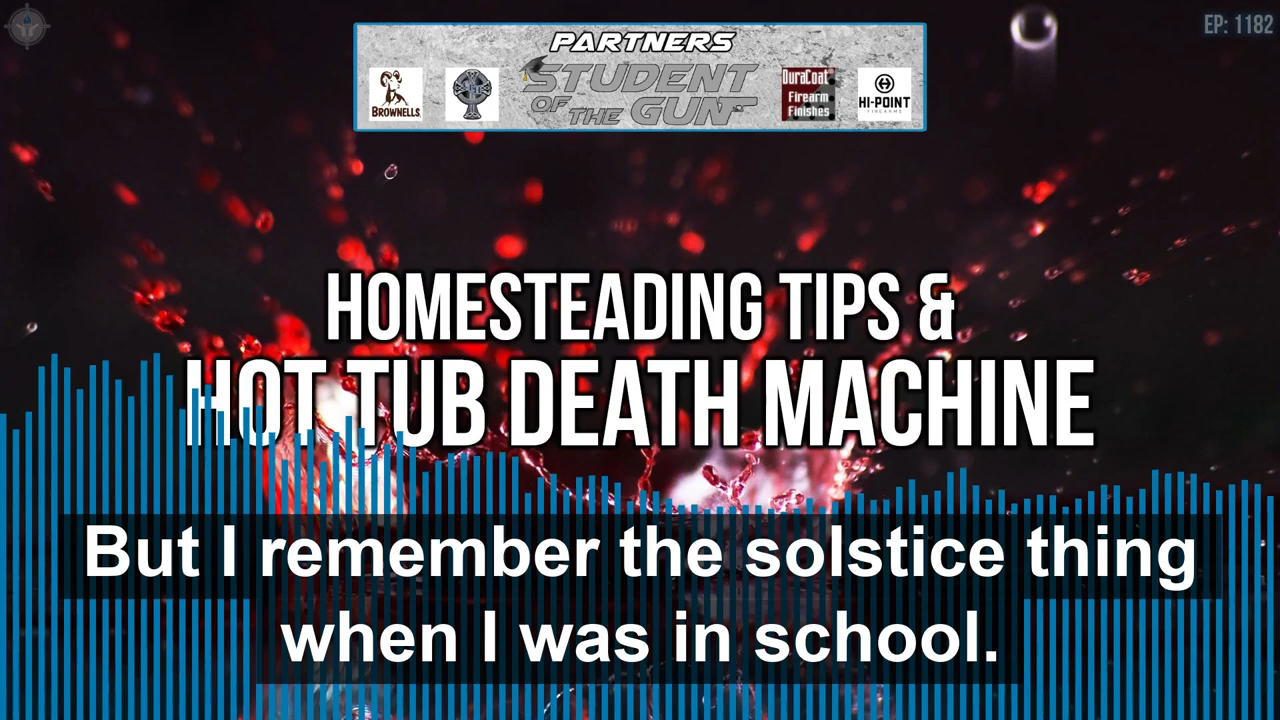 EP: 1182
PARTNERS
STUDENT
OF THE GUN
BROWNELLS
DuraCoat
Firearm
Finishes
HI-POINT
FIREARMS
HOMESTEADING TIPS &
HOT TUB DEATH MACHINE
But I remember the solstice thing
when I was in school.